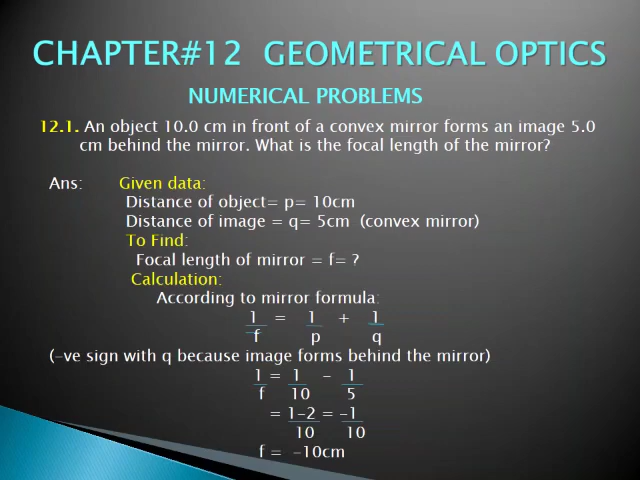 CHAPTER#12 GEOMETRICAL OPTICS
NUMERICAL PROBLEMS
12.1. An object 10.0 cm in front of a convex mirror forms an image 5.0
cm behind the mirror. What is the focal length of the mirror?
Ans: Given data:
Distance of object= p= 10cm
Distance of image = q= 5cm (convex mirror)
To Find:
Focal length of mirror = f= ?
Calculation:
According to mirror formula:
1 = 1 + 1
f p q
(-ve sign with q because image forms behind the mirror)
1 = 1 - 1
f 10 5
= 1-2 = -1
10 10
f = -10cm